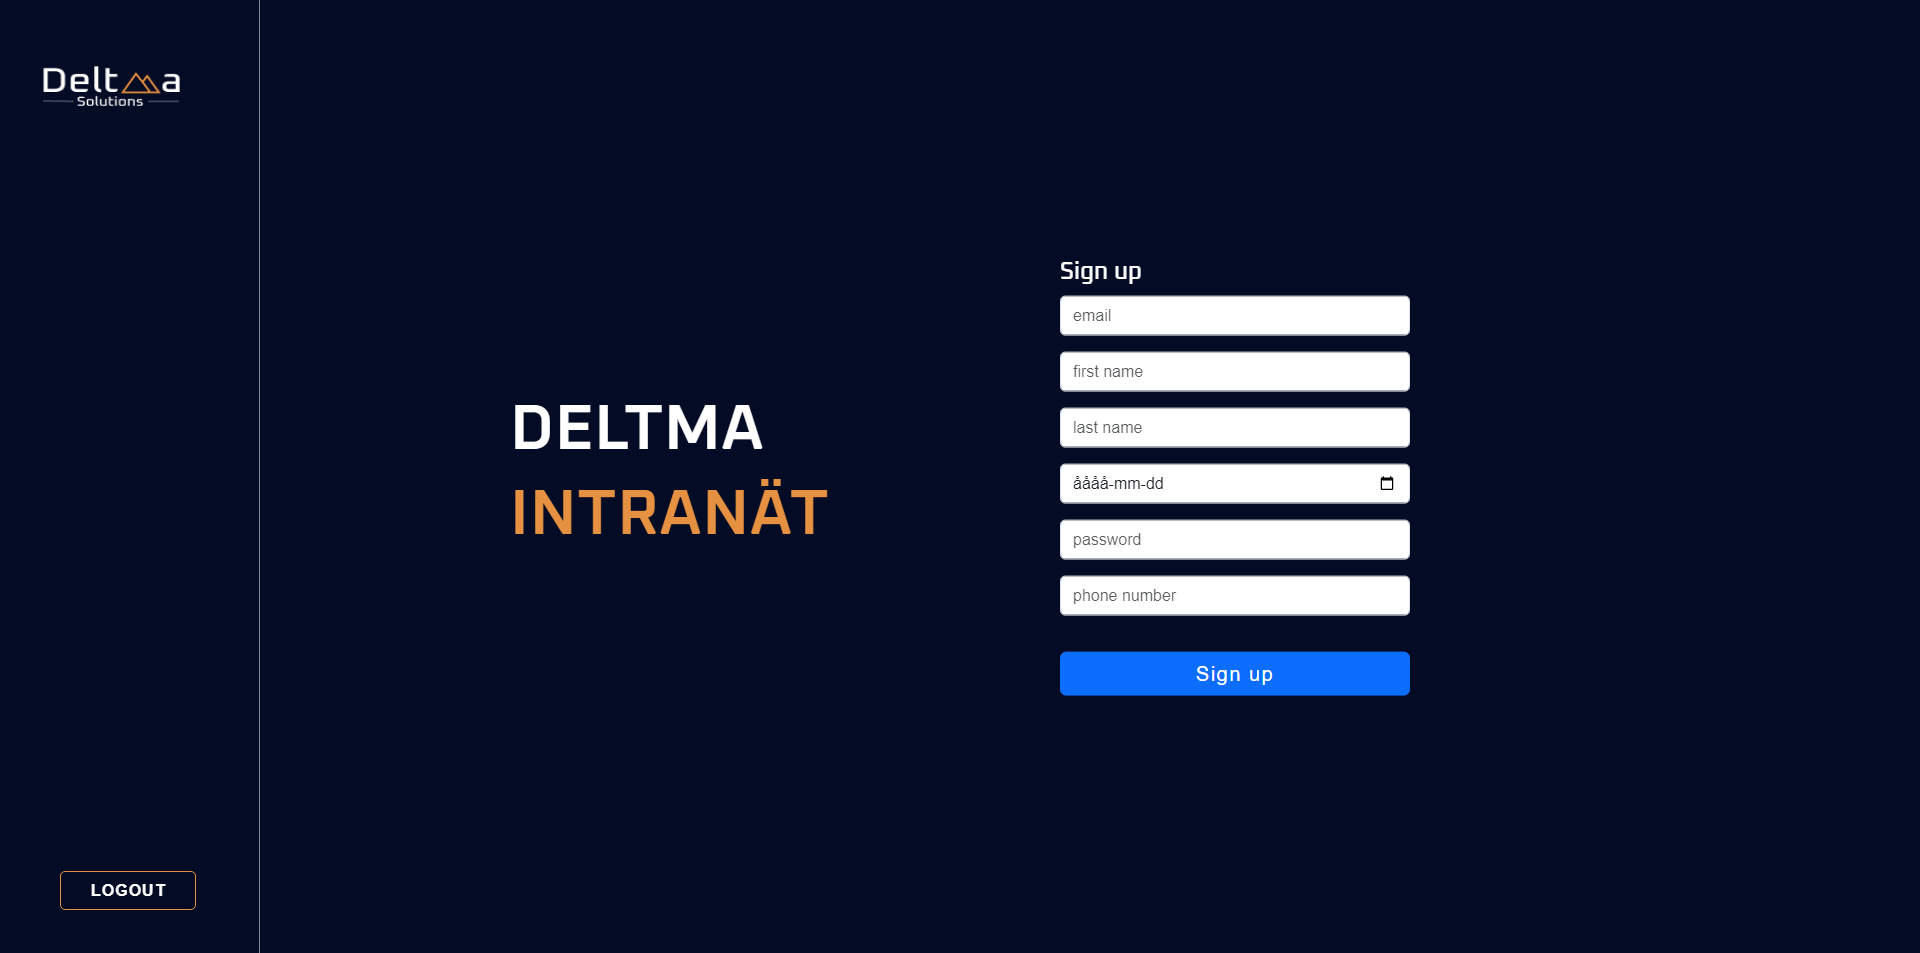 Deltma
Solutions
DELTMA
INTRANÄT
Sign up
email
first name
last name
åååå-mm-dd
password
phone number
Sign up
LOGOUT